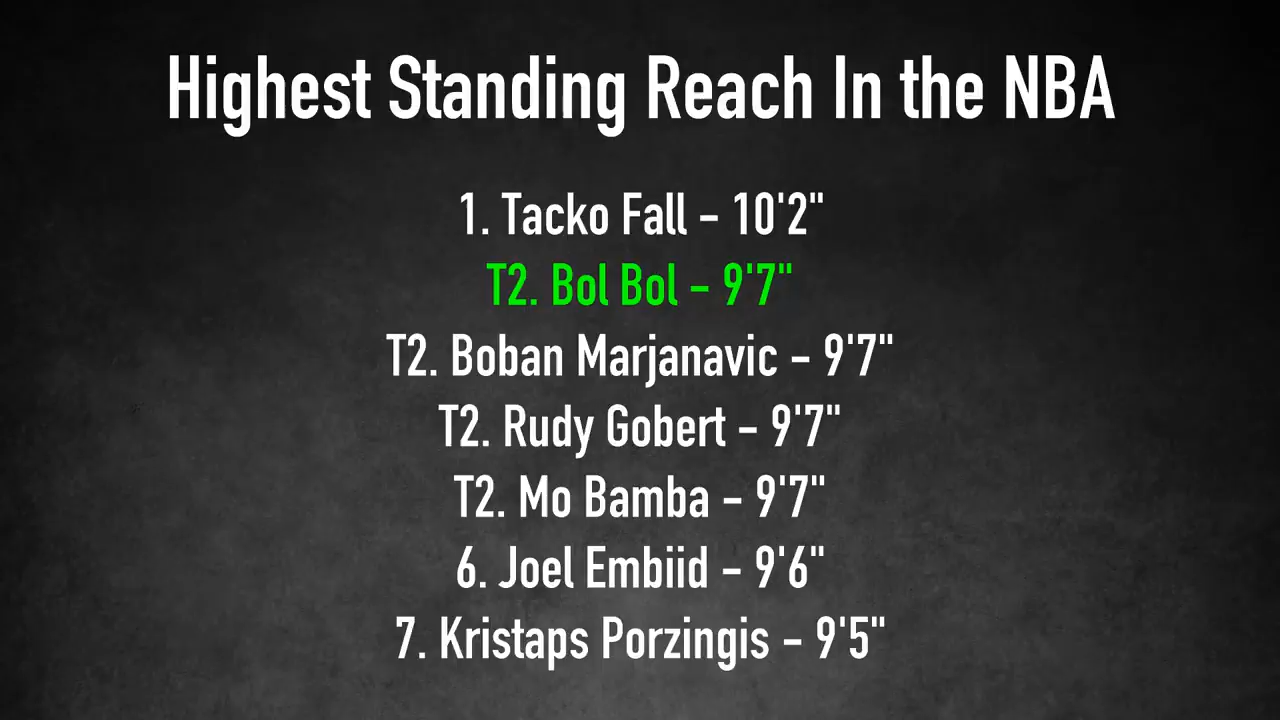 Highest Standing Reach In the NBA
1. Tacko Fall – 10'2"
T2. Bol Bol – 9'7"
T2. Boban Marjanavic – 9'7"
T2. Rudy Gobert – 9'7"
T2. Mo Bamba – 9'7"
6. Joel Embiid – 9'6"
7. Kristaps Porzingis – 9'5"